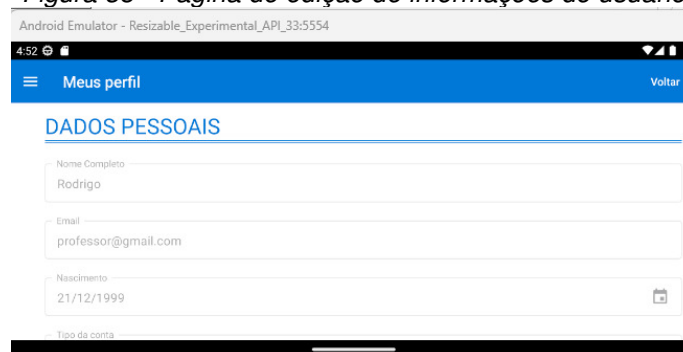 Página de edição de informações do usuário
Android Emulator - Resizable_Experimental_API_33:5554
4:52
Meus perfil
Voltar
DADOS PESSOAIS
Nome Completo
Rodrigo
Email
professor@gmail.com
Nascimento
21/12/1999
Tipo da conta